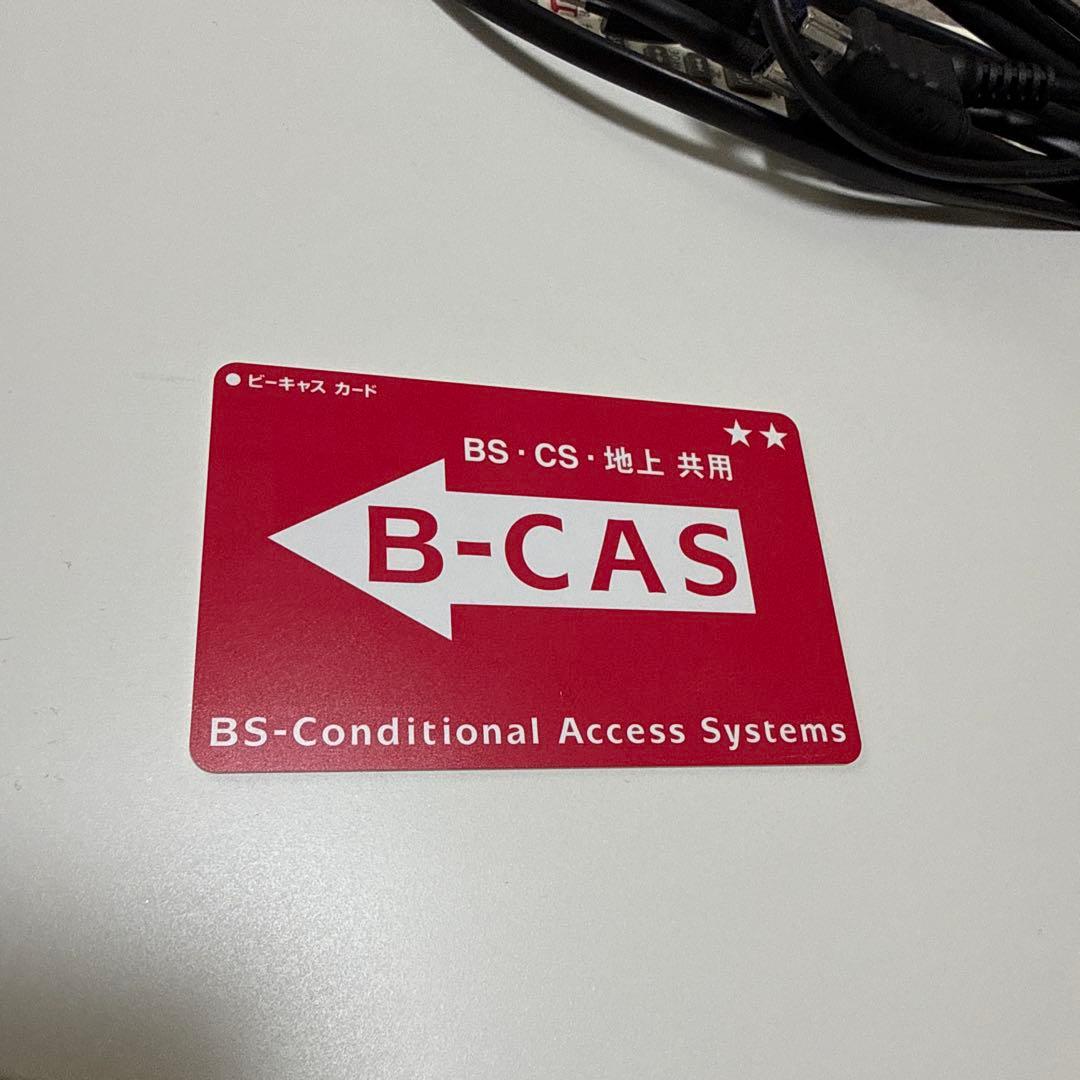 ビーキャス カード
★★
BS・CS・地上 共用
B-CAS
BS-Conditional Access Systems